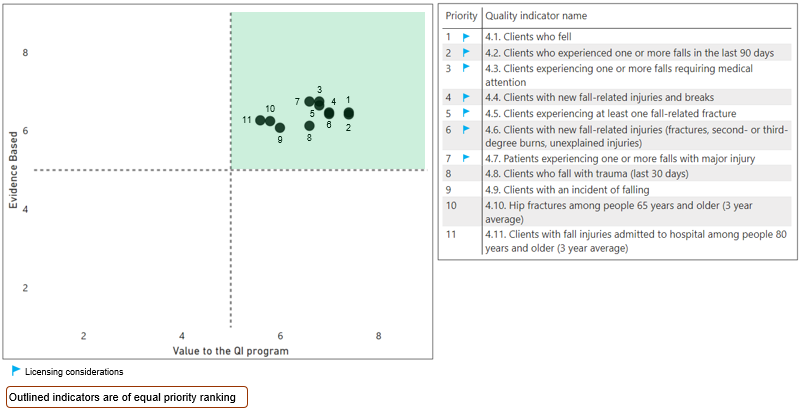 Evidence Based
8
6
4
2
7
3
4
1
5
6
2
10
11
9
8
2
4
6
8
Value to the QI program
Priority Quality indicator name
1 4.1. Clients who fell
2 4.2. Clients who experienced one or more falls in the last 90 days
3 4.3. Clients experiencing one or more falls requiring medical
attention
4 4.4. Clients with new fall-related injuries and breaks
5 4.5. Clients experiencing at least one fall-related fracture
6 4.6. Clients with new fall-related injuries (fractures, second- or third-
degree burns, unexplained injuries)
7 4.7. Patients experiencing one or more falls with major injury
8 4.8. Clients who fall with trauma (last 30 days)
9 4.9. Clients with an incident of falling
10 4.10. Hip fractures among people 65 years and older (3 year
average)
11 4.11. Clients with fall injuries admitted to hospital among people 80
years and older (3 year average)
Licensing considerations
Outlined indicators are of equal priority ranking